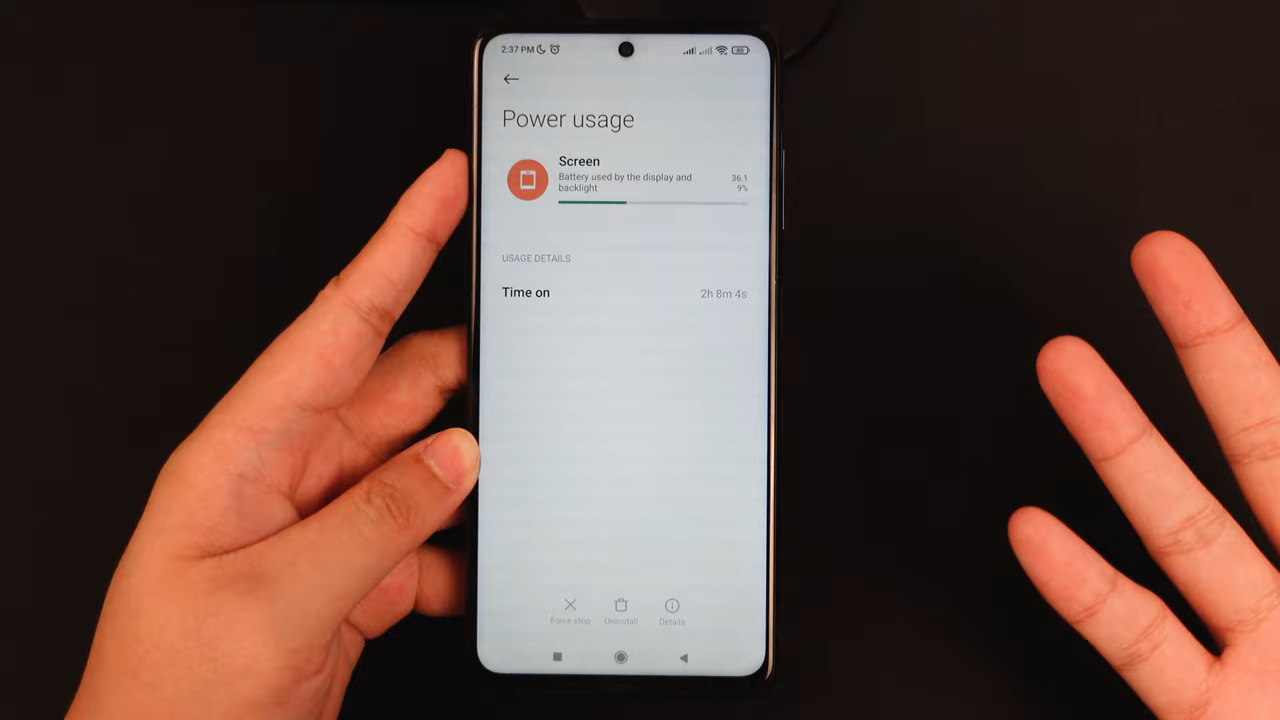 2:37 PM
80
Power usage
Screen
Battery used by the display and
backlight
36.1
9%
USAGE DETAILS
Time on
2h 8m 4s
Force stop
Uninstall
Details